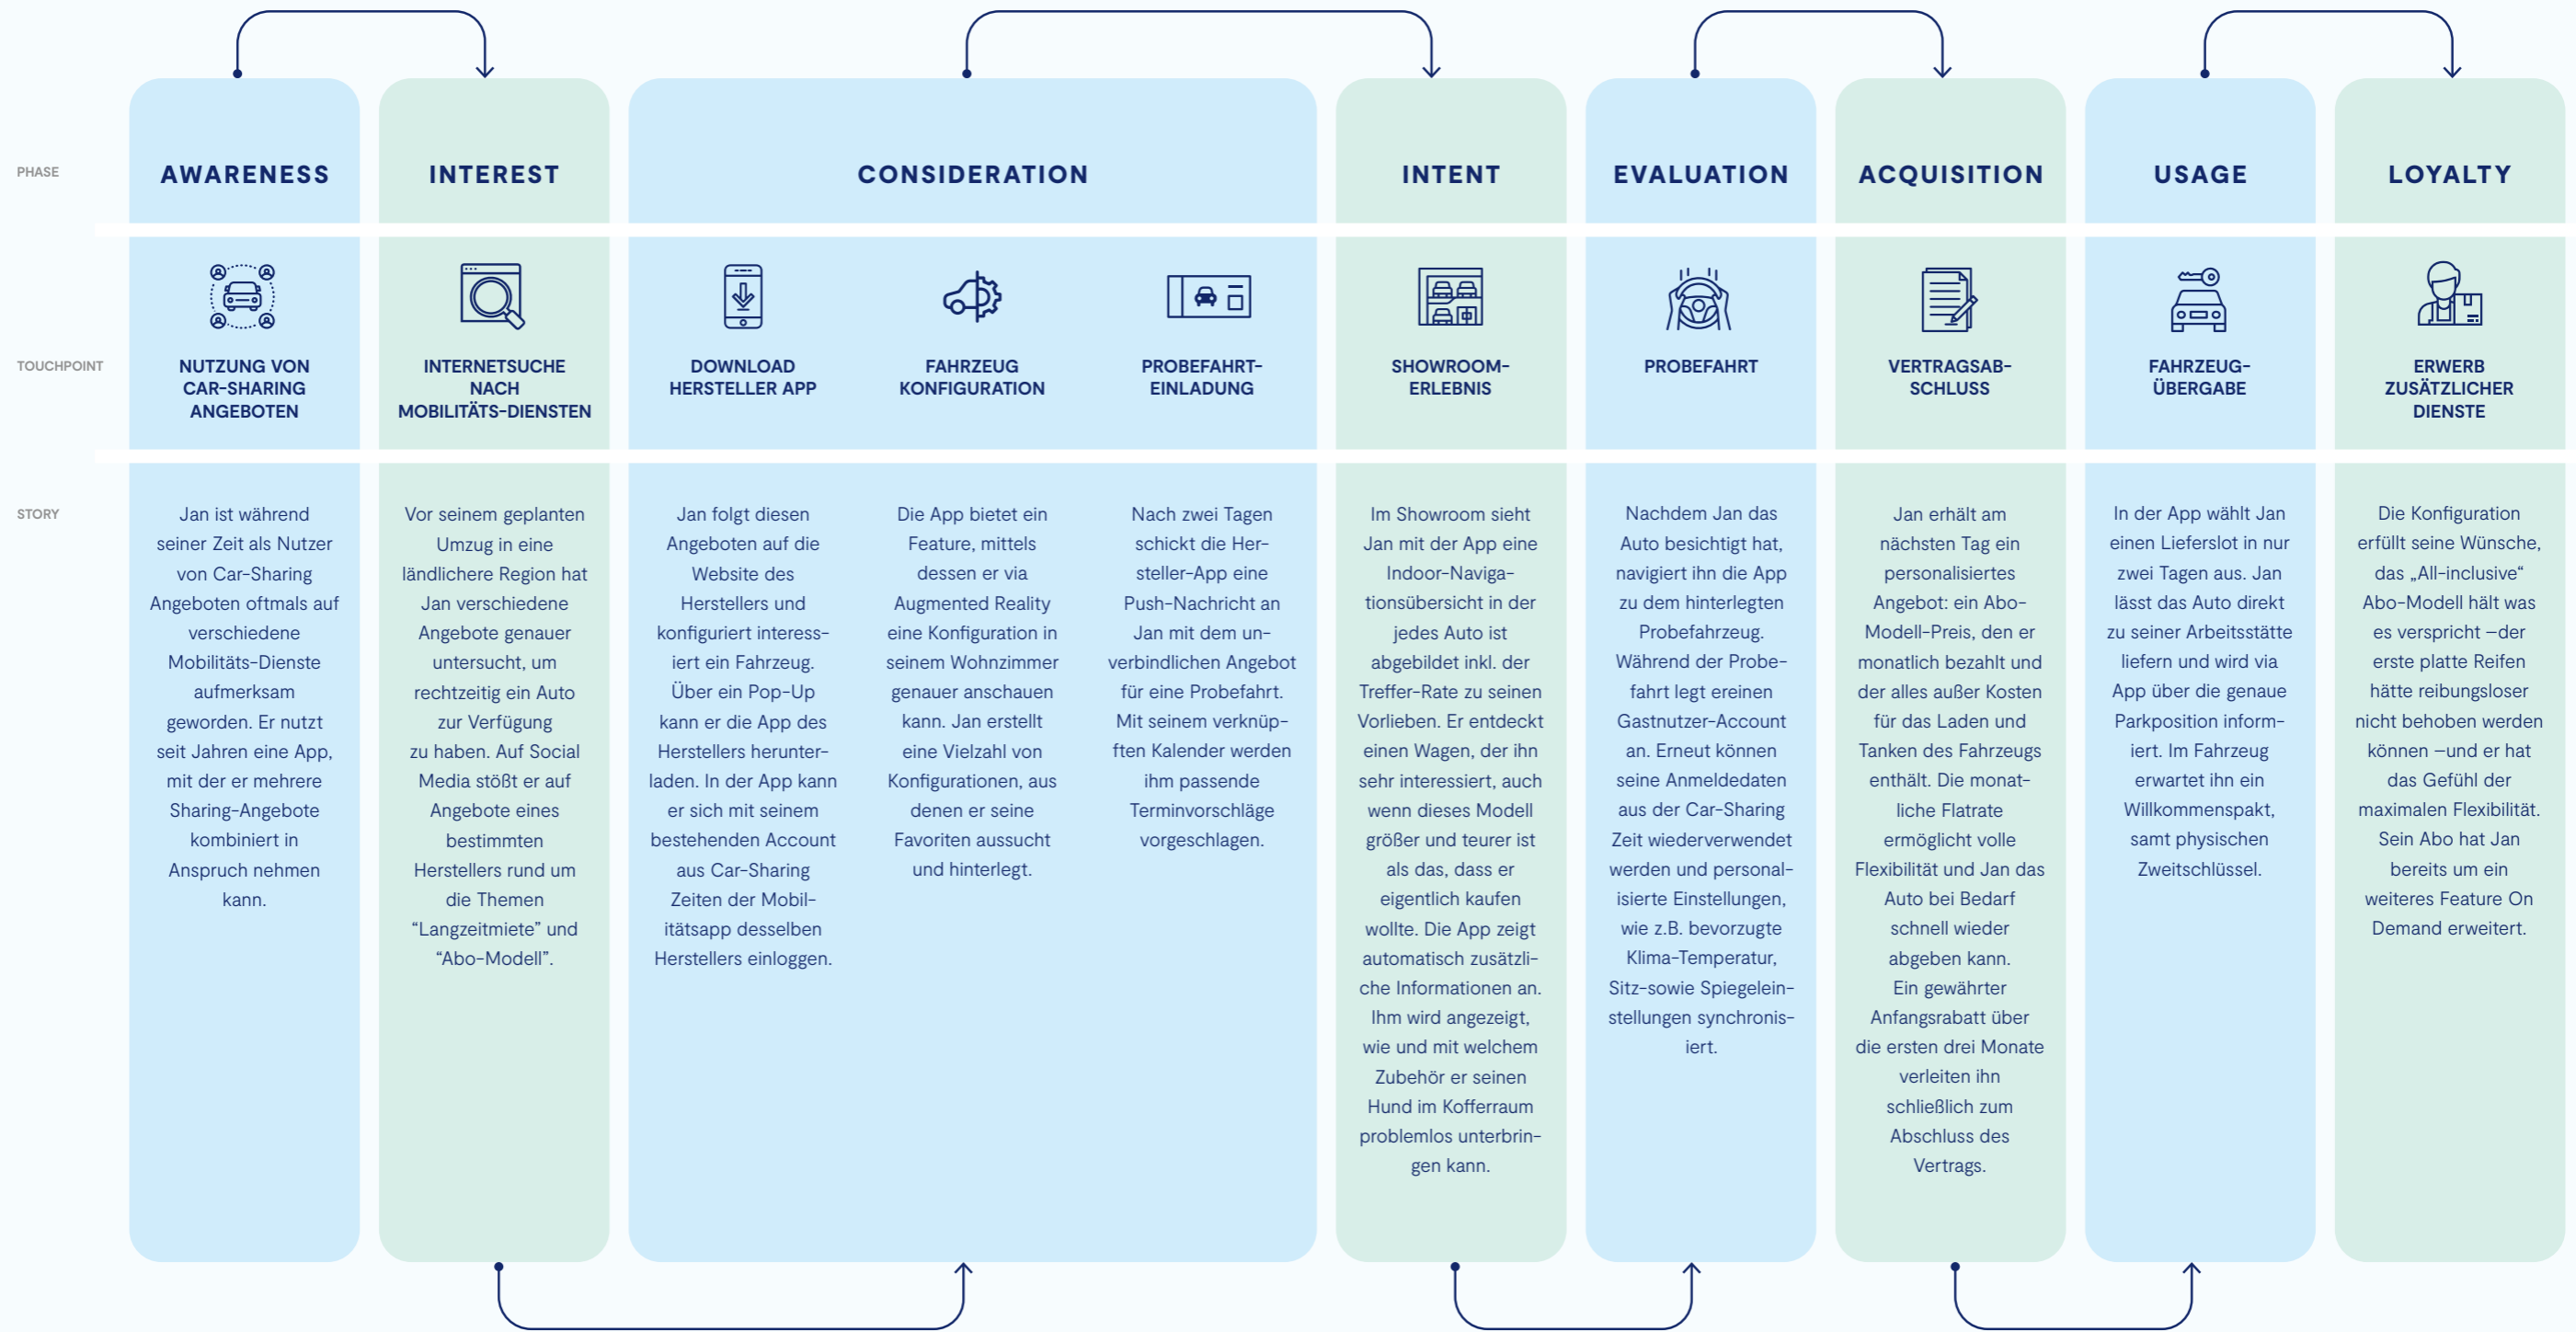 PHASE
AWARENESS
INTEREST
CONSIDERATION
INTENT
EVALUATION
ACQUISITION
USAGE
LOYALTY
TOUCHPOINT
NUTZUNG VON
CAR-SHARING
ANGEBOTEN
INTERNETSUCHE
NACH
MOBILITÄTS-DIENSTEN
DOWNLOAD
HERSTELLER APP
FAHRZEUG
KONFIGURATION
PROBEFAHRT-
EINLADUNG
SHOWROOM-
ERLEBNIS
PROBEFAHRT
VERTRAGSAB-
SCHLUSS
FAHRZEUG-
ÜBERGABE
ERWERB
ZUSÄTZLICHER
DIENSTE
STORY
Jan ist während
seiner Zeit als Nutzer
von Car-Sharing
Angeboten oftmals auf
verschiedene
Mobilitäts-Dienste
aufmerksam
geworden. Er nutzt
seit Jahren eine App,
mit der er mehrere
Sharing-Angebote
kombiniert in
Anspruch nehmen
kann.
Vor seinem geplanten
Umzug in eine
ländlichere Region hat
Jan verschiedene
Angebote genauer
untersucht, um
rechtzeitig ein Auto
zur Verfügung
zu haben. Auf Social
Media stößt er auf
Angebote eines
bestimmten
Herstellers rund um
die Themen
“Langzeitmiete” und
“Abo-Modell”.
Jan folgt diesen
Angeboten auf die
Website des
Herstellers und
konfiguriert interess-
iert ein Fahrzeug.
Über ein Pop-Up
kann er die App des
Herstellers herunter-
laden. In der App kann
er sich mit seinem
bestehenden Account
aus Car-Sharing
Zeiten der Mobil-
itätsapp desselben
Herstellers einloggen.
Die App bietet ein
Feature, mittels
dessen er via
Augmented Reality
eine Konfiguration in
seinem Wohnzimmer
genauer anschauen
kann. Jan erstellt
eine Vielzahl von
Konfigurationen, aus
denen er seine
Favoriten aussucht
und hinterlegt.
Nach zwei Tagen
schickt die Her-
steller-App eine
Push-Nachricht an
Jan mit dem un-
verbindlichen Angebot
für eine Probefahrt.
Mit seinem verknüp-
ften Kalender werden
ihm passende
Terminvorschläge
vorgeschlagen.
Im Showroom sieht
Jan mit der App eine
Indoor-Naviga-
tionsübersicht in der
jedes Auto ist
abgebildet inkl. der
Treffer-Rate zu seinen
Vorlieben. Er entdeckt
einen Wagen, der ihn
sehr interessiert, auch
wenn dieses Modell
größer und teurer ist
als das, dass er
eigentlich kaufen
wollte. Die App zeigt
automatisch zusätzli-
che Informationen an.
Ihm wird angezeigt,
wie und mit welchem
Zubehör er seinen
Hund im Kofferraum
problemlos unterbrin-
gen kann.
Nachdem Jan das
Auto besichtigt hat,
navigiert ihn die App
zu dem hinterlegten
Probefahrzeug.
Während der Probe-
fahrt legt ereinen
Gastnutzer-Account
an. Erneut können
seine Anmeldedaten
aus der Car-Sharing
Zeit wiederverwendet
werden und personal-
isierte Einstellungen,
wie z.B. bevorzugte
Klima-Temperatur,
Sitz-sowie Spiegelein-
stellungen synchronis-
iert.
Jan erhält am
nächsten Tag ein
personalisiertes
Angebot: ein Abo-
Modell-Preis, den er
monatlich bezahlt und
der alles außer Kosten
für das Laden und
Tanken des Fahrzeugs
enthält. Die monat-
liche Flatrate
ermöglicht volle
Flexibilität und Jan das
Auto bei Bedarf
schnell wieder
abgeben kann.
Ein gewährter
Anfangsrabatt über
die ersten drei Monate
verleiten ihn
schließlich zum
Abschluss des
Vertrags.
In der App wählt Jan
einen Lieferslot in nur
zwei Tagen aus. Jan
lässt das Auto direkt
zu seiner Arbeitsstätte
liefern und wird via
App über die genaue
Parkposition inform-
iert. Im Fahrzeug
erwartet ihn ein
Willkommenspakt,
samt physischen
Zweitschlüssel.
Die Konfiguration
erfüllt seine Wünsche,
das „All-inclusive“
Abo-Modell hält was
es verspricht –der
erste platte Reifen
hätte reibungsloser
nicht behoben werden
können –und er hat
das Gefühl der
maximalen Flexibilität.
Sein Abo hat Jan
bereits um ein
weiteres Feature On
Demand erweitert.